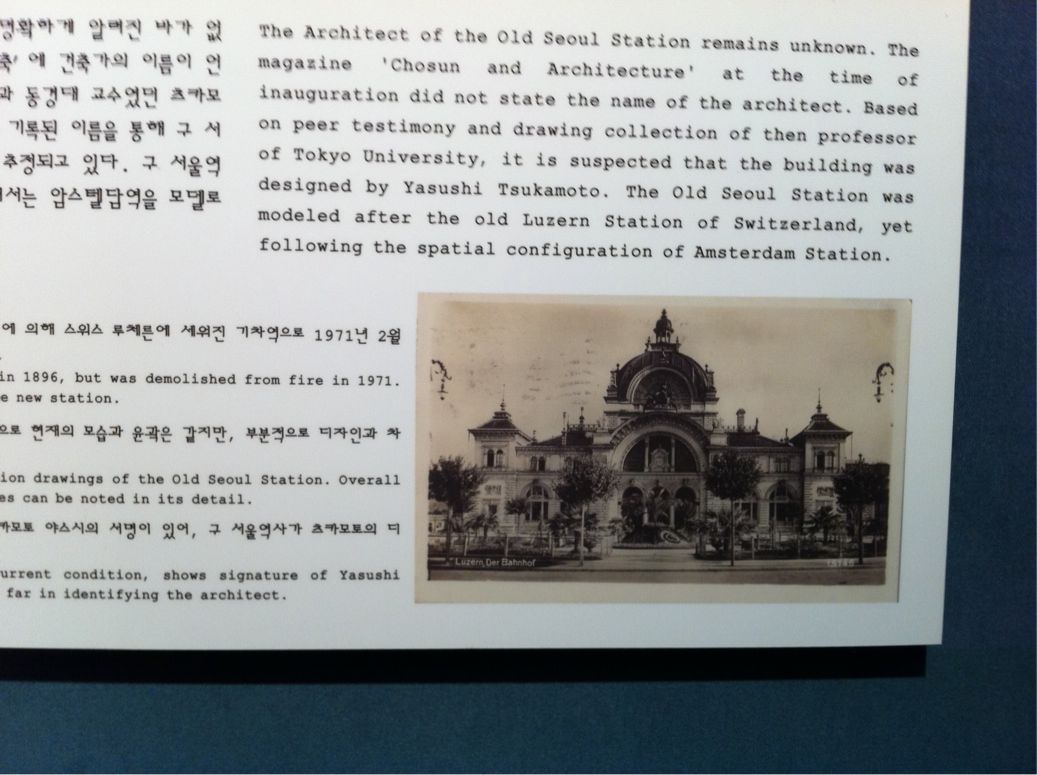 명확하게 알려진 바가 없
축' 에 건축가의 이름이 언
과 동경대 교수였던 츠카모
기록된 이름을 통해 구 서
추정되고 있다. 구 서울역
서는 암스텔담역을 모델로
The Architect of the Old Seoul Station remains unknown. The
magazine 'Chosun and Architecture' at the time of
inauguration did not state the name of the architect. Based
on peer testimony and drawing collection of then professor
of Tokyo University, it is suspected that the building was
designed by Yasushi Tsukamoto. The Old Seoul Station was
modeled after the old Luzern Station of Switzerland, yet
following the spatial configuration of Amsterdam Station.
에 의해 스위스 루체른에 세워진 기차역으로 1971년 2월
in 1896, but was demolished from fire in 1971.
e new station.
으로 현재의 모습과 윤곽은 같지만, 부분적으로 디자인과 차
ion drawings of the Old Seoul Station. Overall
es can be noted in its detail.
카모토 야스시의 서명이 있어, 구 서울역사가 츠카모토의 디
urrent condition, shows signature of Yasushi
far in identifying the architect.
Luzern, Der Bahnhof